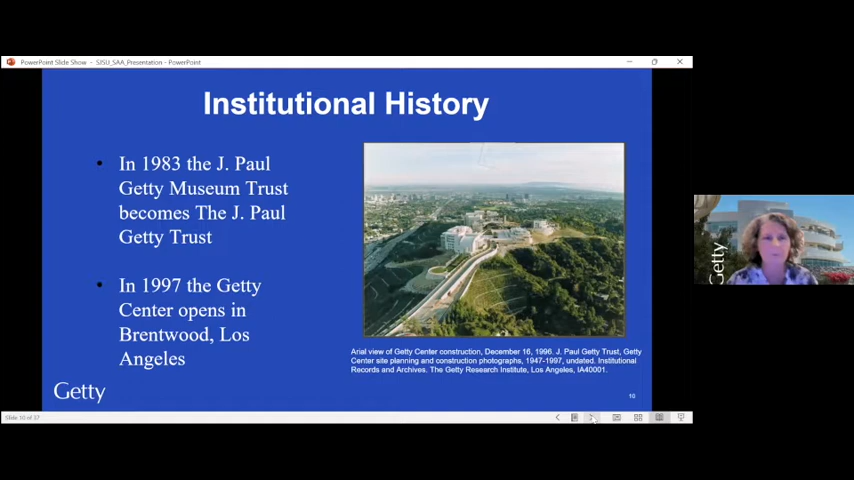 PowerPoint Slide Show - SJSU_SAA_Presentation - PowerPoint
Institutional History
• In 1983 the J. Paul
Getty Museum Trust
becomes The J. Paul
Getty Trust
• In 1997 the Getty
Center opens in
Brentwood, Los
Angeles
Arial view of Getty Center construction, December 16, 1996. J. Paul Getty Trust, Getty
Center site planning and construction photographs, 1947-1997, undated. Institutional
Records and Archives. The Getty Research Institute, Los Angeles, IA40001.
Getty
10
Slide 10 of 37
Getty